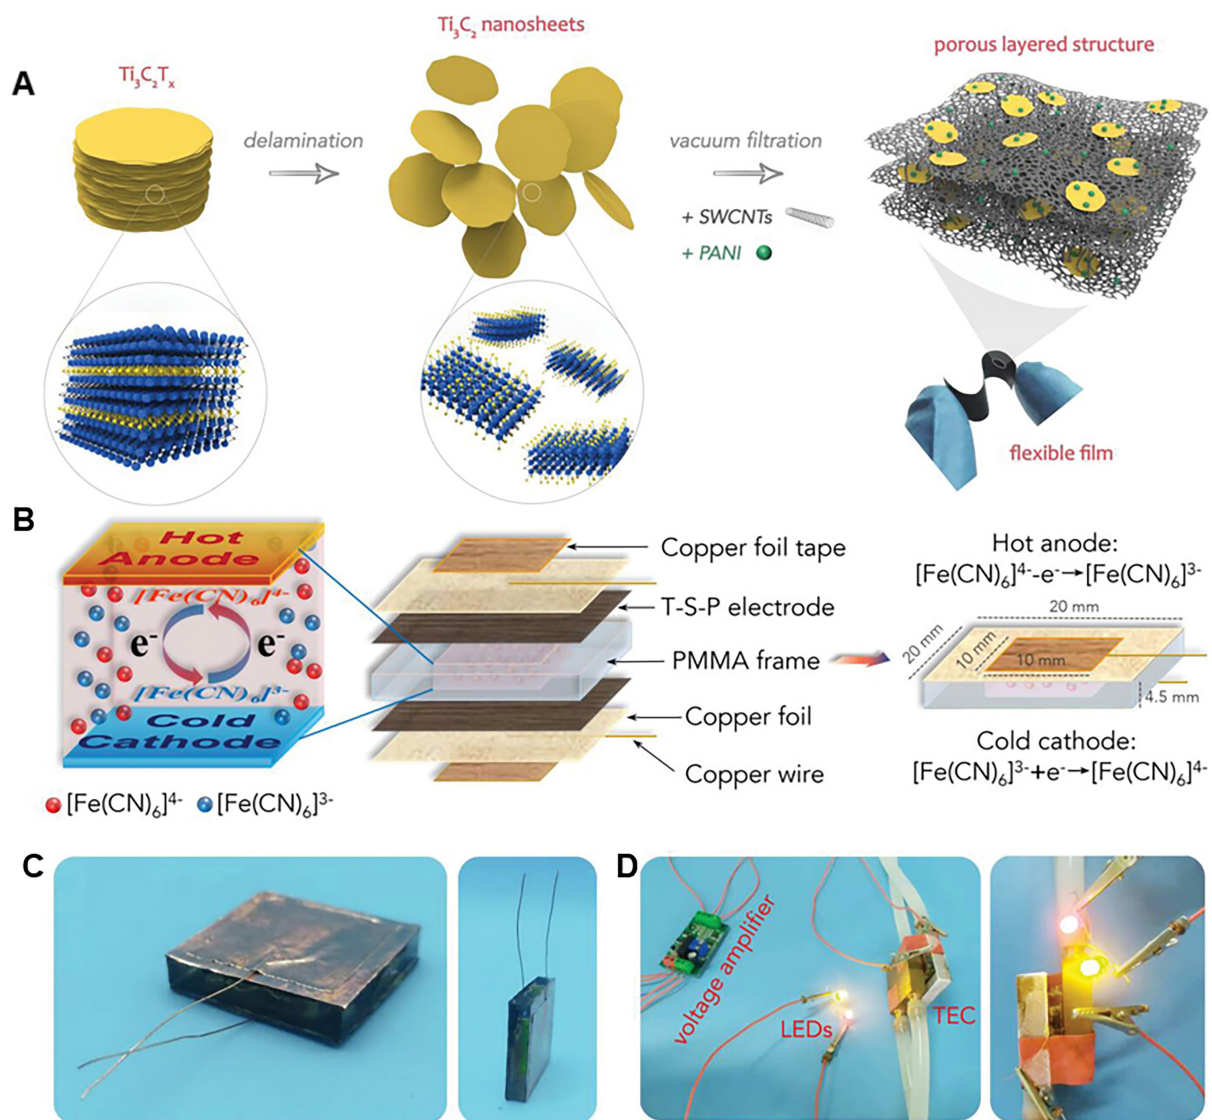 A
Ti₃C₂Tₓ
delamination
Ti₃C₂ nanosheets
vacuum filtration
+ SWCNTs
+ PANI
porous layered structure
flexible film
B
Hot
Anode
[Fe(CN)₆]⁴⁻
e⁻
e⁻
[Fe(CN)₆]³⁻
Cold
Cathode
[Fe(CN)₆]⁴⁻ [Fe(CN)₆]³⁻
Copper foil tape
T-S-P electrode
PMMA frame
Copper foil
Copper wire
Hot anode:
[Fe(CN)₆]⁴⁻-e⁻→[Fe(CN)₆]³⁻
20 mm
20 mm
10 mm
10 mm
4.5 mm
Cold cathode:
[Fe(CN)₆]³⁻+e⁻→[Fe(CN)₆]⁴⁻
C
D
voltage amplifier
LEDs
TEC